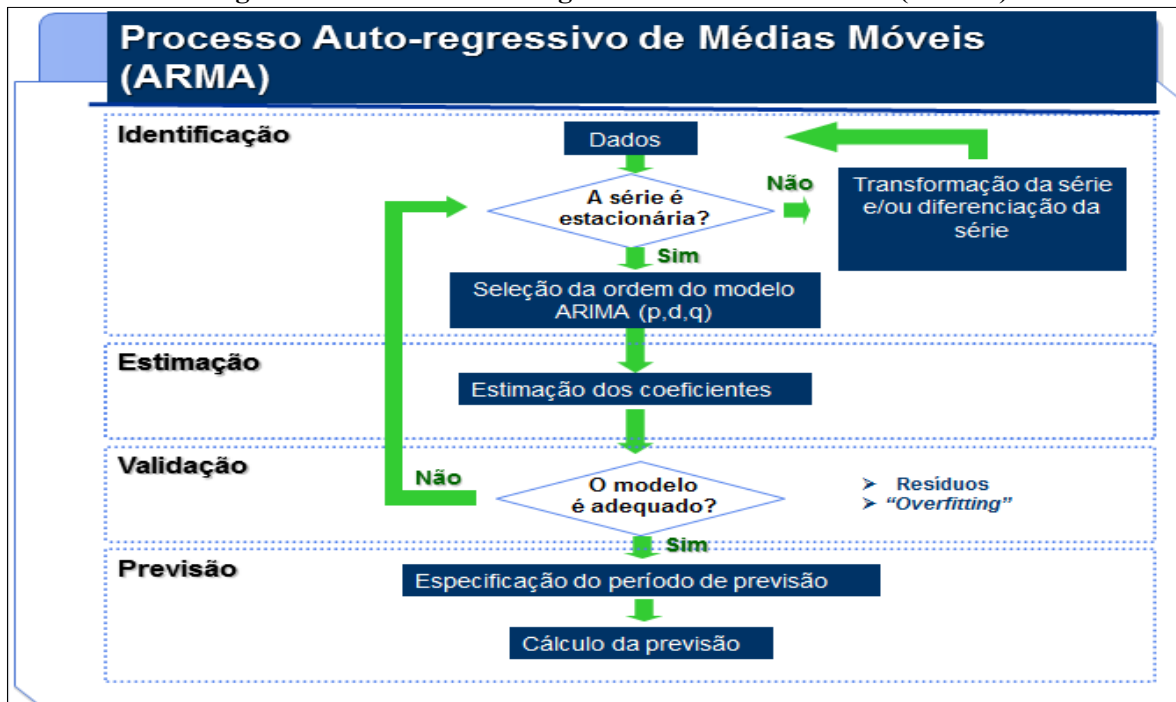 Processo Auto-regressivo de Médias Móveis
(ARMA)
Identificação
Dados
A série é
estacionária?
Não
Transformação da série
e/ou diferenciação da
série
Sim
Seleção da ordem do modelo
ARIMA (p,d,q)
Estimação
Estimação dos coeficientes
Validação
Não
O modelo
é adequado?
➢ Resíduos
➢ “Overfitting”
Sim
Previsão
Especificação do período de previsão
Cálculo da previsão